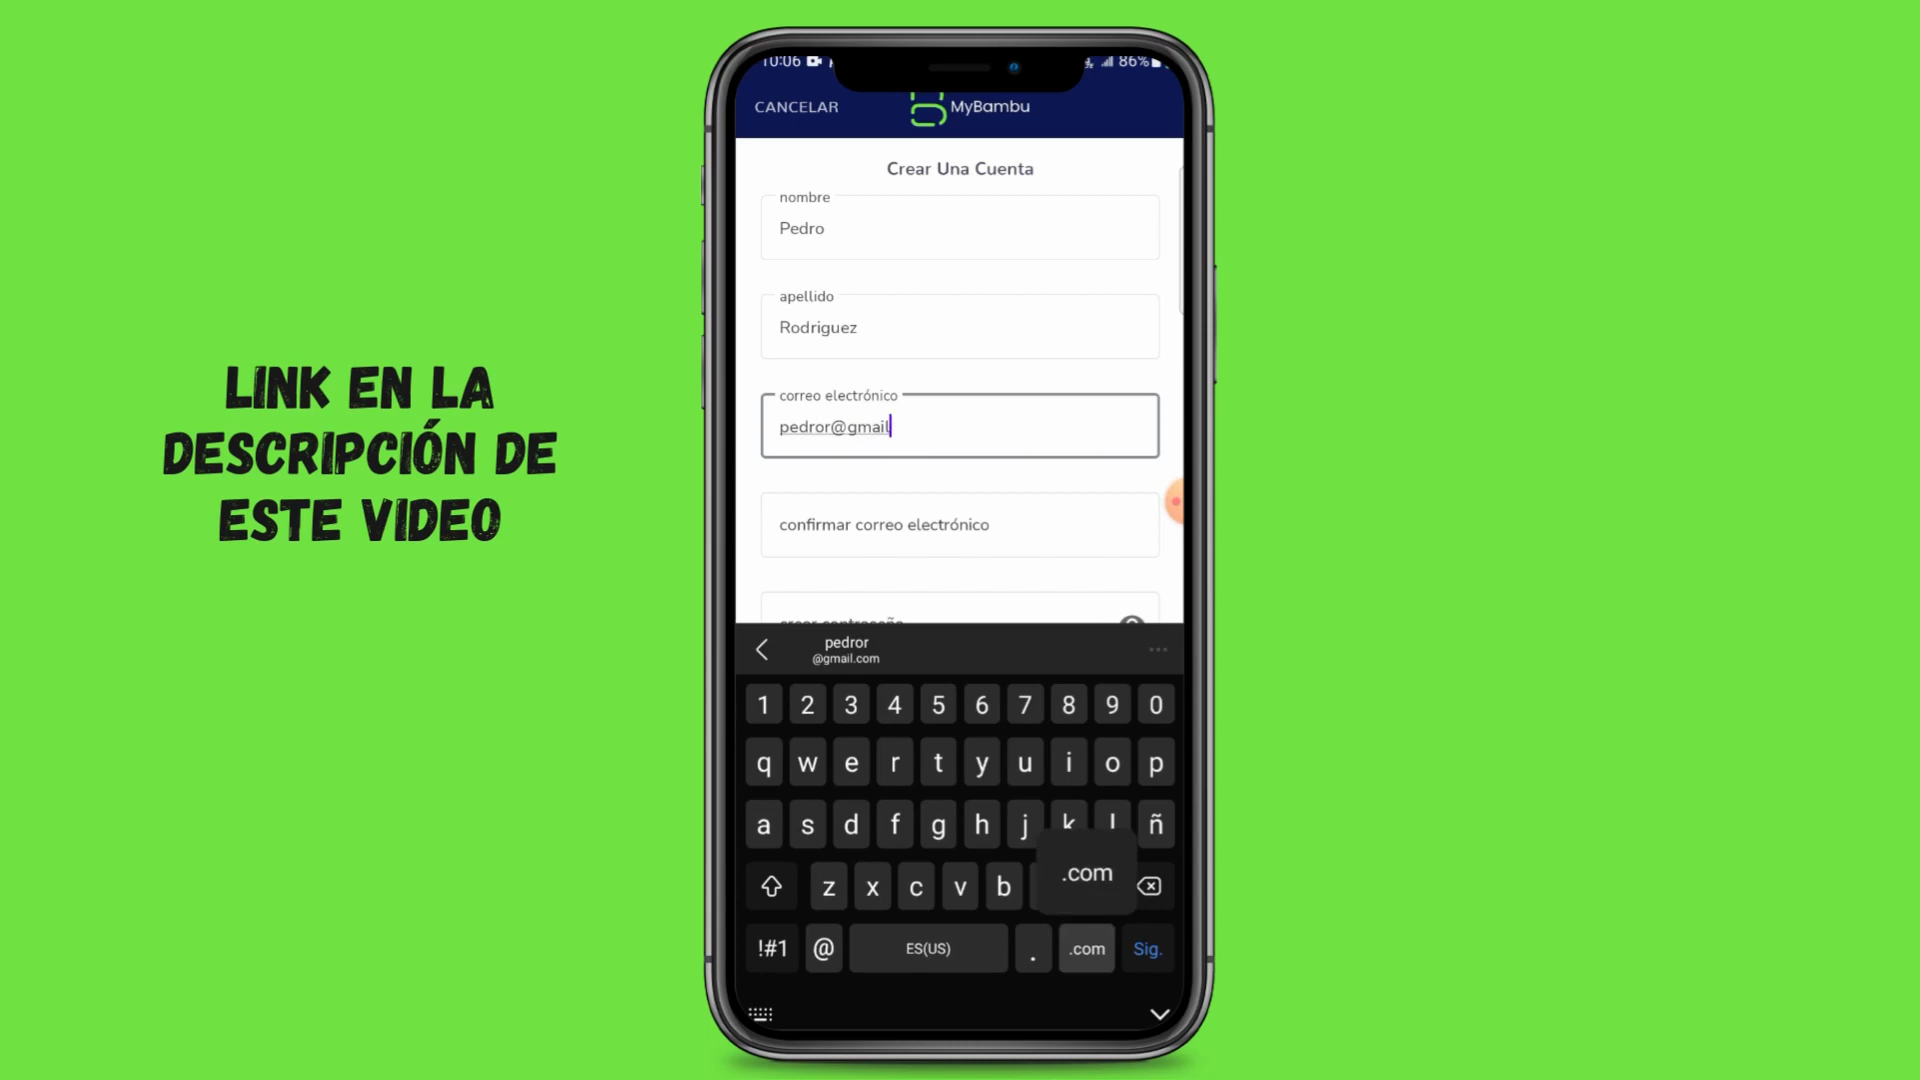 LINK EN LA
DESCRIPCIÓN DE
ESTE VIDEO
10:06 86%
CANCELAR MyBambu
Crear Una Cuenta
nombre
Pedro
apellido
Rodriguez
correo electrónico
pedror@gmail
confirmar correo electrónico
pedror
@gmail.com
1 2 3 4 5 6 7 8 9 0
q w e r t y u i o p
a s d f g h j k l ñ
.com
z x c v b
!#1 @ ES(US) . .com Sig.